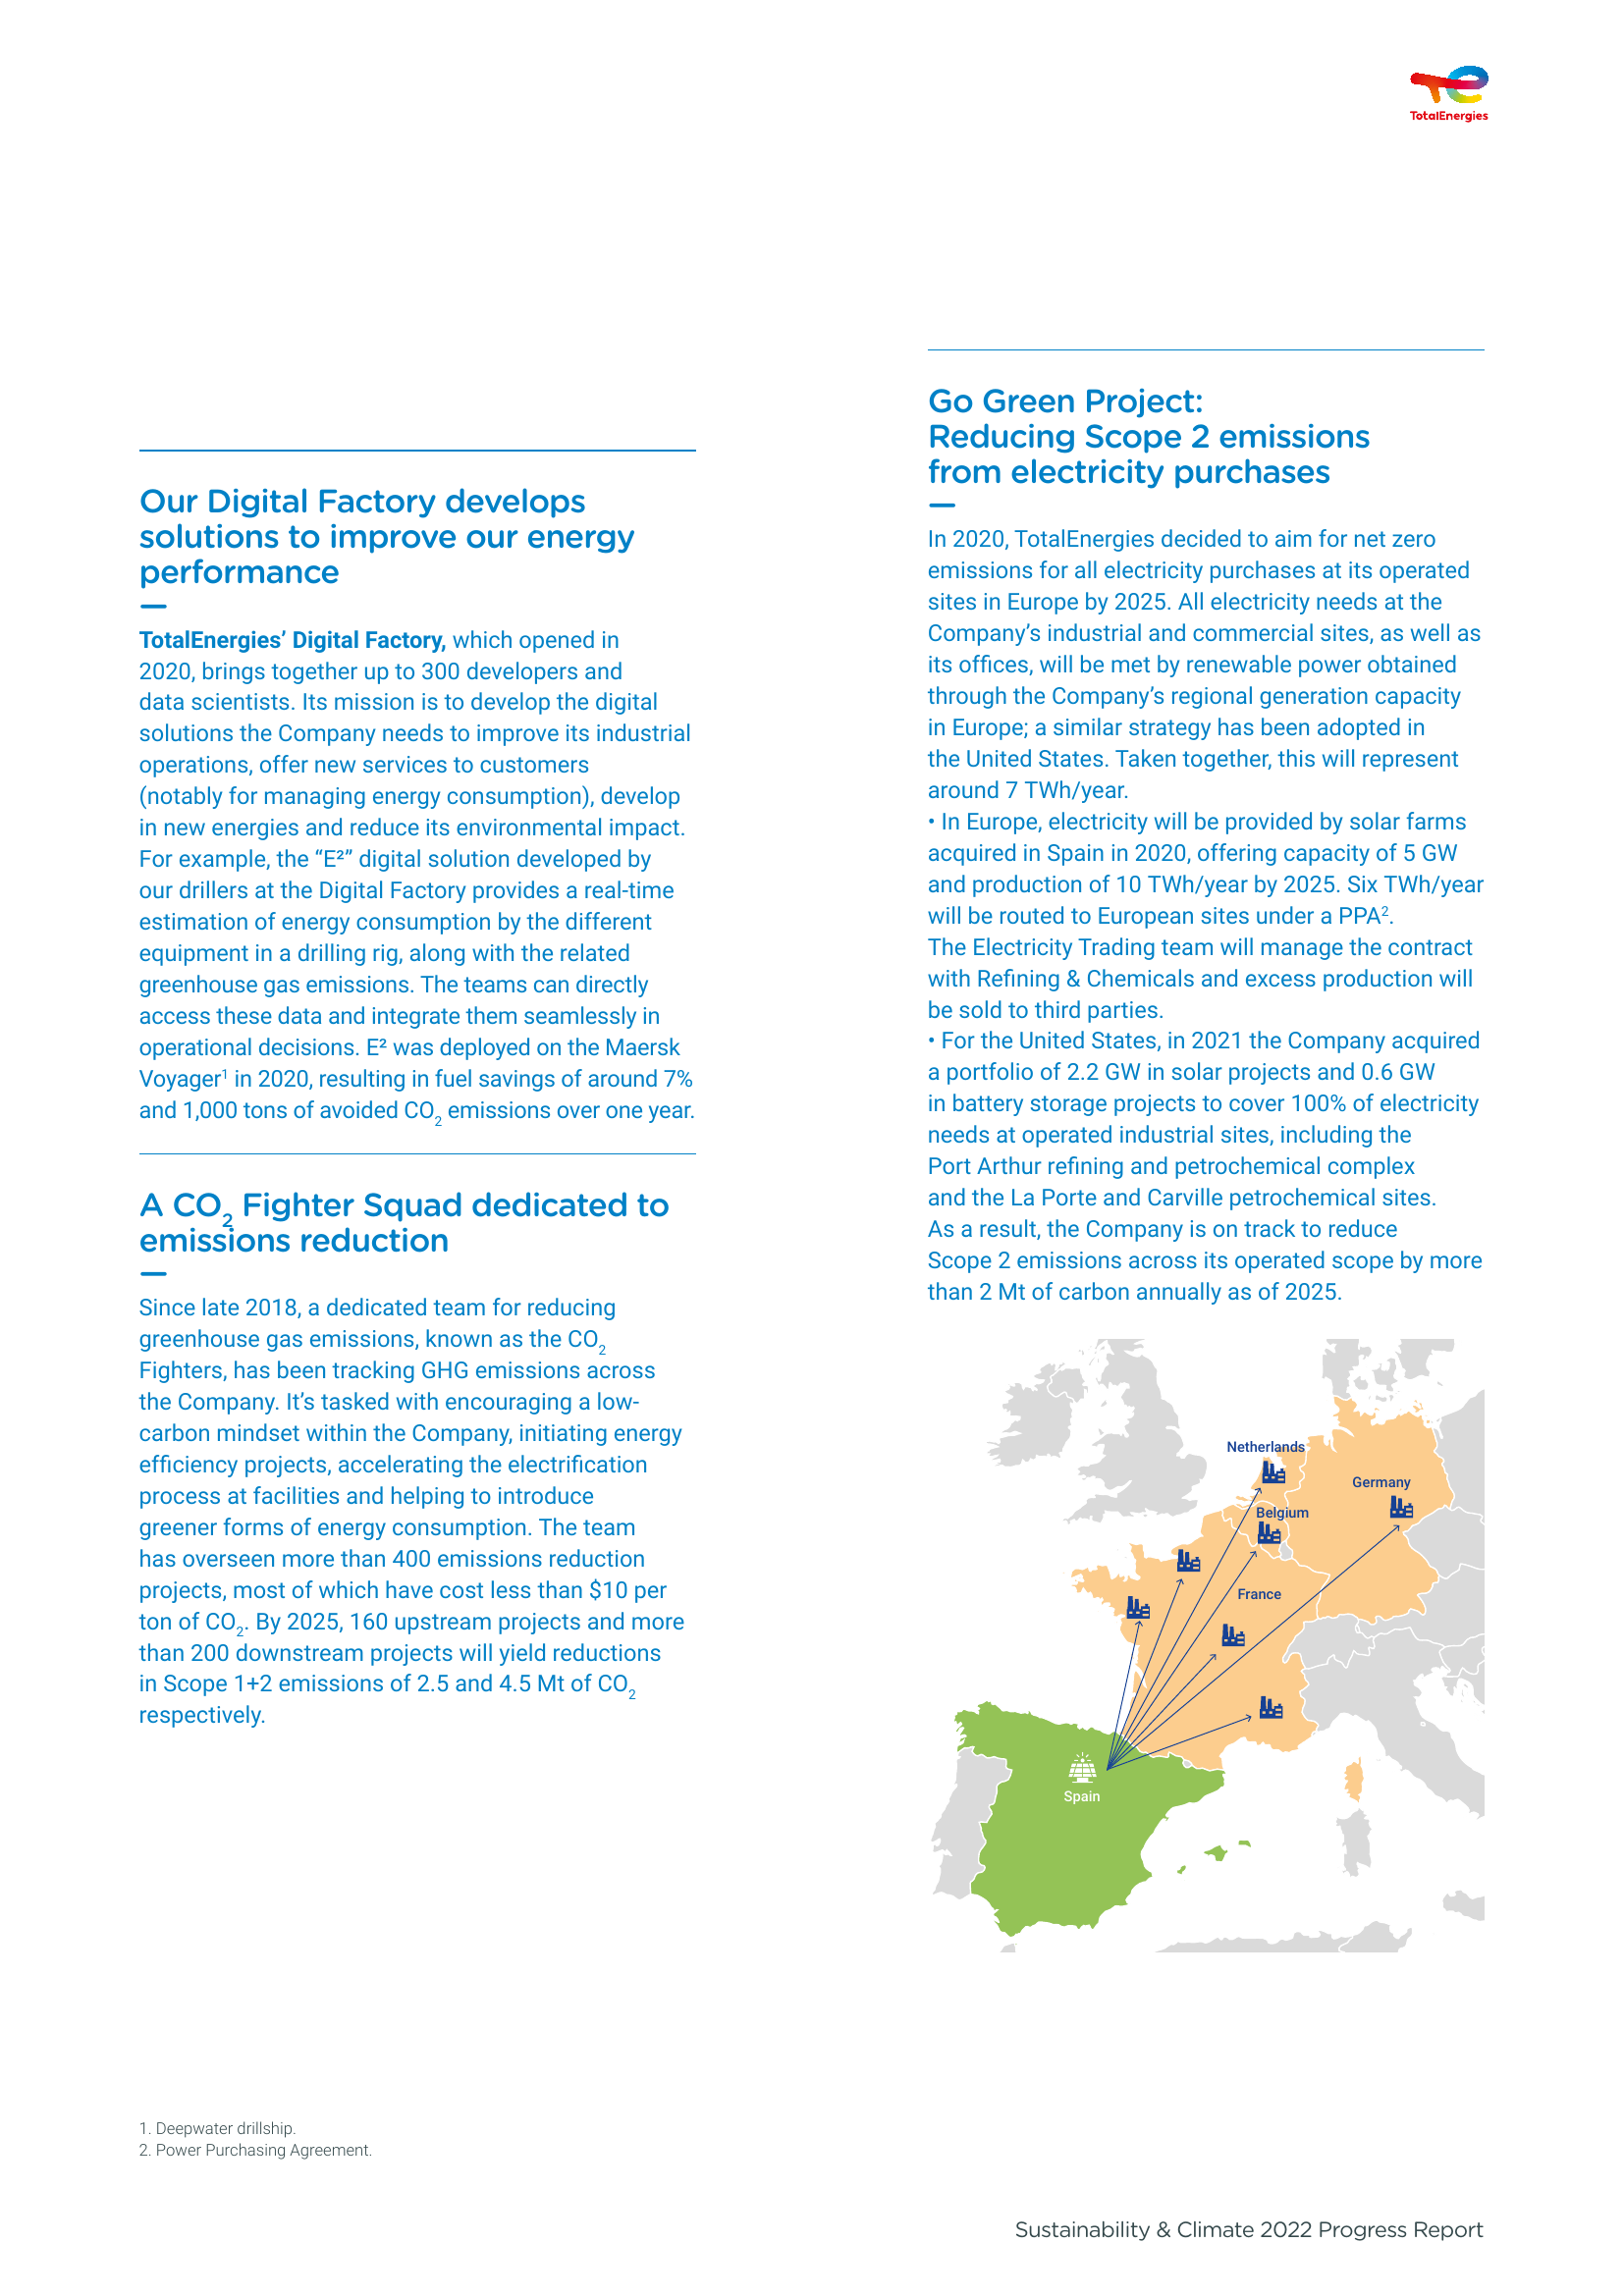 TotalEnergies
Our Digital Factory develops
solutions to improve our energy
performance
TotalEnergies’ Digital Factory, which opened in
2020, brings together up to 300 developers and
data scientists. Its mission is to develop the digital
solutions the Company needs to improve its industrial
operations, offer new services to customers
(notably for managing energy consumption), develop
in new energies and reduce its environmental impact.
For example, the “E²” digital solution developed by
our drillers at the Digital Factory provides a real-time
estimation of energy consumption by the different
equipment in a drilling rig, along with the related
greenhouse gas emissions. The teams can directly
access these data and integrate them seamlessly in
operational decisions. E² was deployed on the Maersk
Voyager¹ in 2020, resulting in fuel savings of around 7%
and 1,000 tons of avoided CO₂ emissions over one year.
A CO₂ Fighter Squad dedicated to
emissions reduction
Since late 2018, a dedicated team for reducing
greenhouse gas emissions, known as the CO₂
Fighters, has been tracking GHG emissions across
the Company. It’s tasked with encouraging a low-
carbon mindset within the Company, initiating energy
efficiency projects, accelerating the electrification
process at facilities and helping to introduce
greener forms of energy consumption. The team
has overseen more than 400 emissions reduction
projects, most of which have cost less than $10 per
ton of CO₂. By 2025, 160 upstream projects and more
than 200 downstream projects will yield reductions
in Scope 1+2 emissions of 2.5 and 4.5 Mt of CO₂
respectively.
Go Green Project:
Reducing Scope 2 emissions
from electricity purchases
In 2020, TotalEnergies decided to aim for net zero
emissions for all electricity purchases at its operated
sites in Europe by 2025. All electricity needs at the
Company’s industrial and commercial sites, as well as
its offices, will be met by renewable power obtained
through the Company’s regional generation capacity
in Europe; a similar strategy has been adopted in
the United States. Taken together, this will represent
around 7 TWh/year.
• In Europe, electricity will be provided by solar farms
acquired in Spain in 2020, offering capacity of 5 GW
and production of 10 TWh/year by 2025. Six TWh/year
will be routed to European sites under a PPA².
The Electricity Trading team will manage the contract
with Refining & Chemicals and excess production will
be sold to third parties.
• For the United States, in 2021 the Company acquired
a portfolio of 2.2 GW in solar projects and 0.6 GW
in battery storage projects to cover 100% of electricity
needs at operated industrial sites, including the
Port Arthur refining and petrochemical complex
and the La Porte and Carville petrochemical sites.
As a result, the Company is on track to reduce
Scope 2 emissions across its operated scope by more
than 2 Mt of carbon annually as of 2025.
Netherlands
Germany
Belgium
France
Spain
1. Deepwater drillship.
2. Power Purchasing Agreement.
Sustainability & Climate 2022 Progress Report